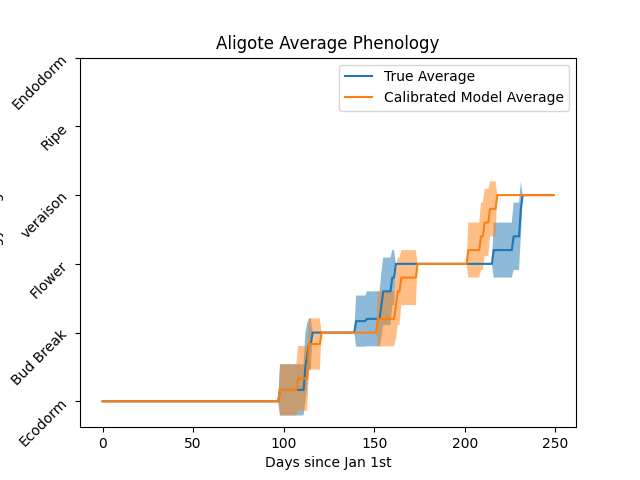 Aligote Average Phenology
True Average
Calibrated Model Average
Endodorm
Ripe
veraison
Flower
Bud Break
Ecodorm
0 50 100 150 200 250
Days since Jan 1st